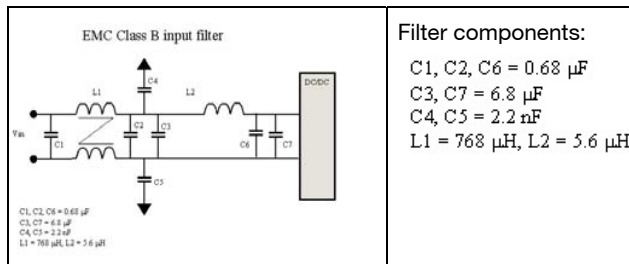 EMC Class B input filter
C4
L1
L2
DC/DC
Vin
C1
C2
C3
C6
C7
C5
C1, C2, C6 = 0.68 µF
C3, C7 = 6.8 µF
C4, C5 = 2.2 nF
L1 = 768 µH, L2 = 5.6 µH
Filter components:
C1, C2, C6 = 0.68 µF
C3, C7 = 6.8 µF
C4, C5 = 2.2 nF
L1 = 768 µH, L2 = 5.6 µH